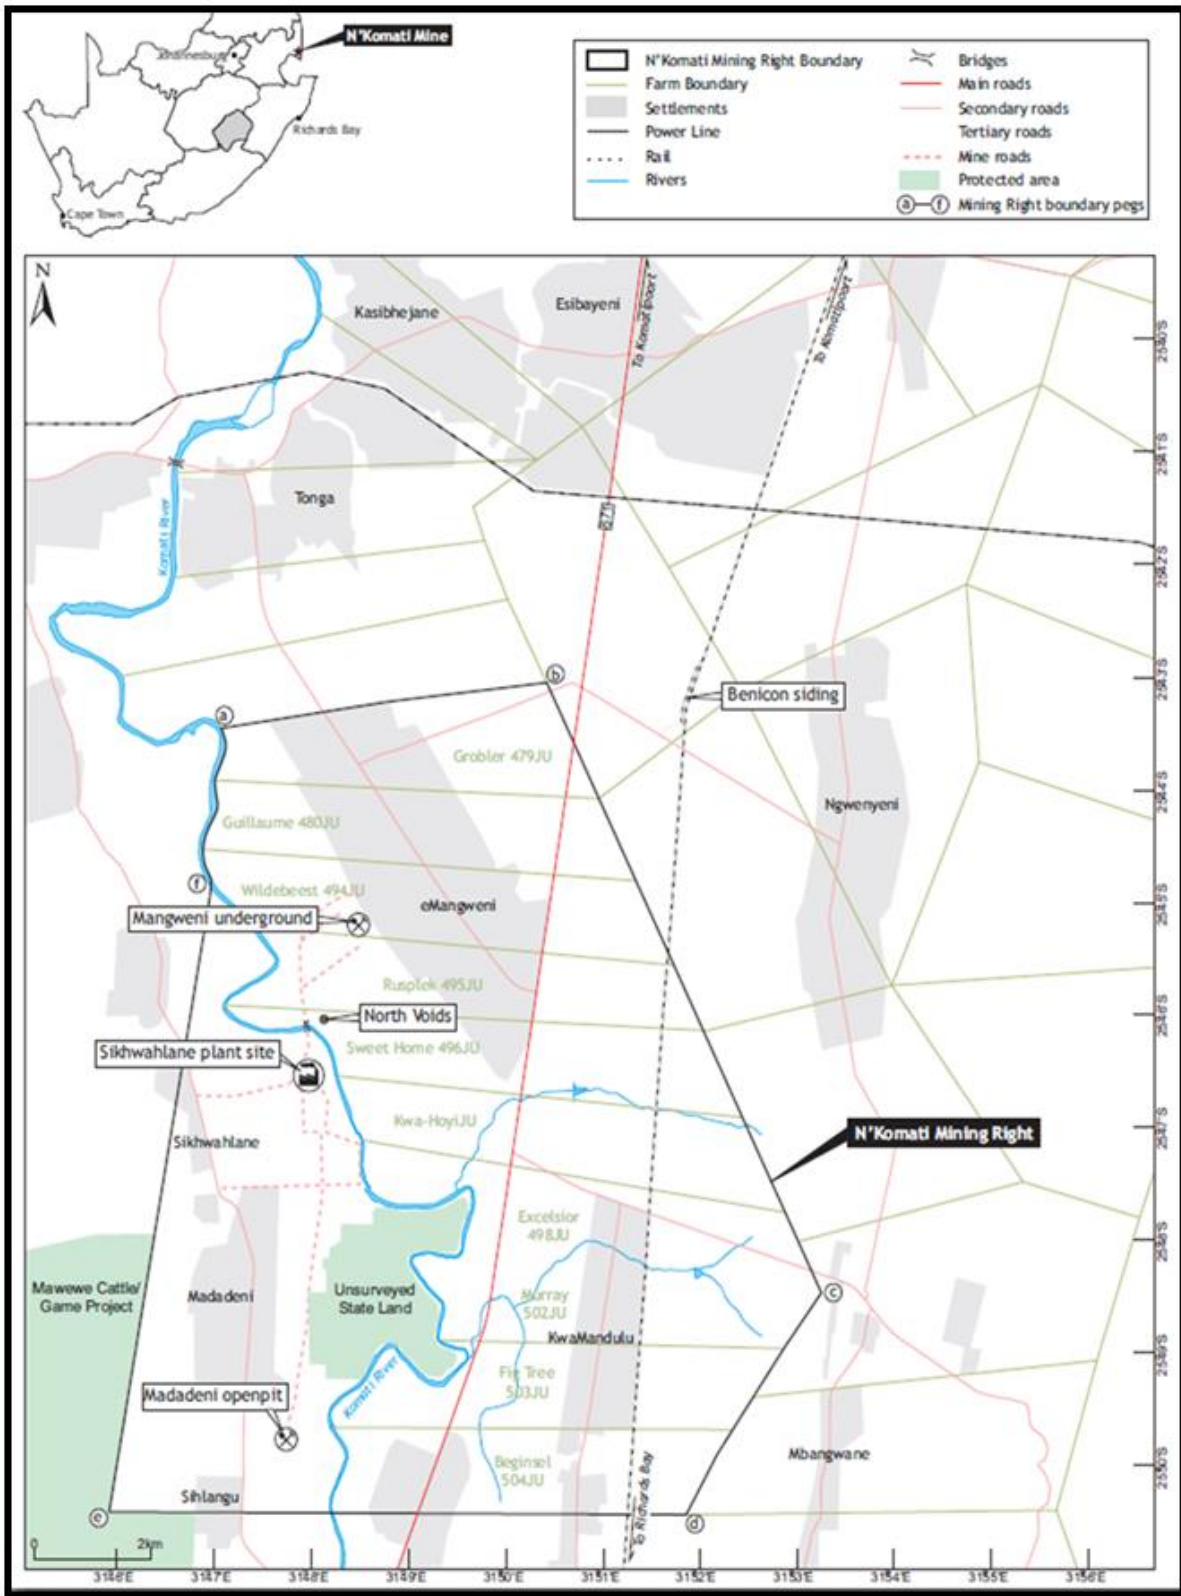 N'Komati Mine
Johannesburg
Richards Bay
Cape Town
N'Komati Mining Right Boundary
Farm Boundary
Settlements
Power Line
Rail
Rivers
Bridges
Main roads
Secondary roads
Tertiary roads
Mine roads
Protected area
a f Mining Right boundary pegs
N
Kasibhejane
Esibayeni
To Komatipoort
To Komatipoort
Tonga
R571
Komati River
b
a
Benicon siding
Grobler 479JU
Ngwenyeni
Guillaume 480JU
f
Wildebeest 494JU
eMangweni
Mangweni underground
Rusplek 495JU
North Voids
Sikhwahlane plant site
Sweet Home 496JU
Kwa-HoyiJU
N'Komati Mining Right
Sikhwahlane
Excelsior
498JU
Mawewe Cattle/
Game Project
Madadeni
Unsurveyed
State Land
Murray
502JU
c
KwaMandulu
Komati River
Fig Tree
503JU
Madadeni openpit
Mbangwane
Beginsel
504JU
Sihlangu
To Richards Bay
e
d
0 2km
3146'E 3147'E 3148'E 3149'E 3150'E 3151'E 3152'E 3153'E 3154'E 3155'E 3156'E
2540'S
2541'S
2542'S
2543'S
2544'S
2545'S
2546'S
2547'S
2548'S
2549'S
2550'S